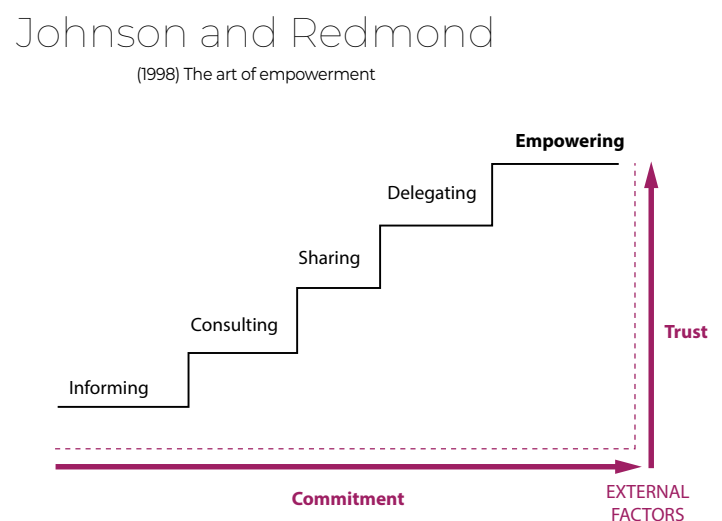 Johnson and Redmond
(1998) The art of empowerment
Empowering
Delegating
Sharing
Consulting
Trust
Informing
Commitment
EXTERNAL
FACTORS